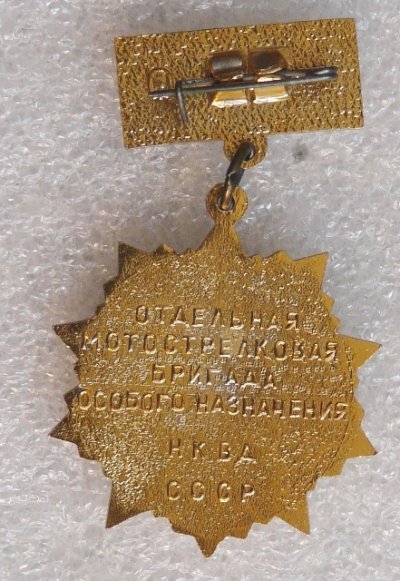 ОТДЕЛЬНАЯ
МОТОСТРЕЛКОВАЯ
БРИГАДА
ОСОБОГО НАЗНАЧЕНИЯ
НКВД
СССР